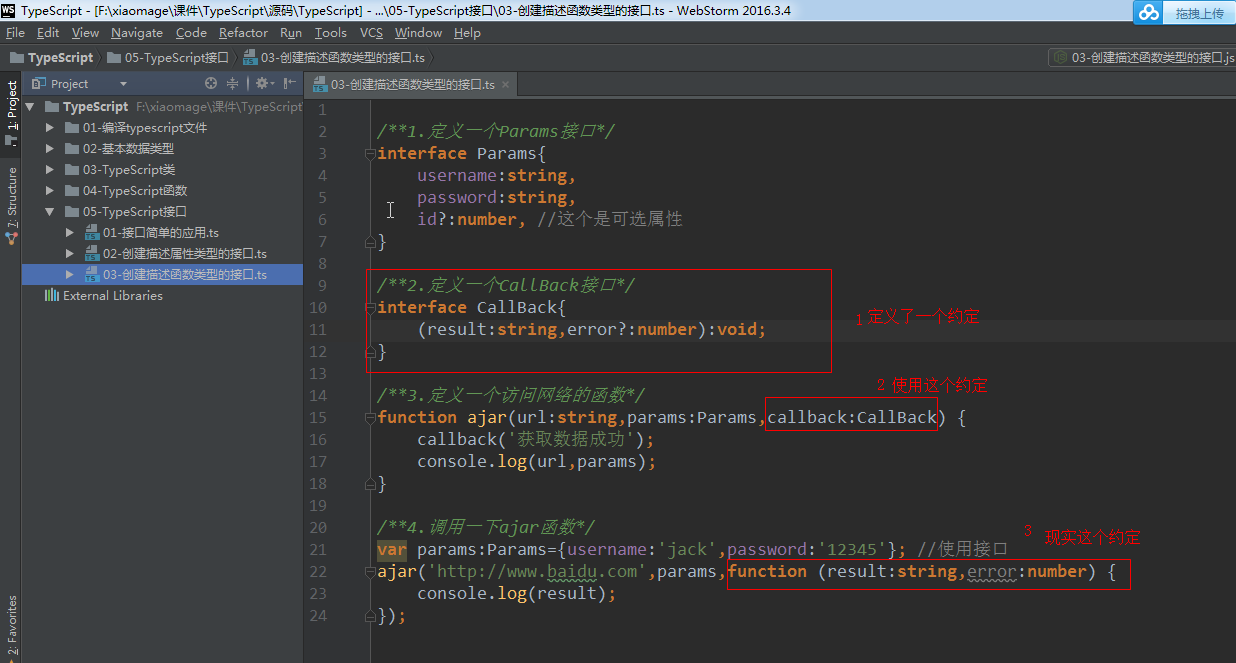 TypeScript - [F:\xiaomage\课件\TypeScript\源码\TypeScript] - ...\05-TypeScript接口\03-创建描述函数类型的接口.ts - WebStorm 2016.3.4
拖拽上传
File Edit View Navigate Code Refactor Run Tools VCS Window Help
TypeScript 05-TypeScript接口 03-创建描述函数类型的接口.ts 03-创建描述函数类型的接口.js
1: Project
7: Structure
2: Favorites
Project
TypeScript F:\xiaomage\课件\TypeScript
01-编译typescript文件
02-基本数据类型
03-TypeScript类
04-TypeScript函数
05-TypeScript接口
01-接口简单的应用.ts
02-创建描述属性类型的接口.ts
03-创建描述函数类型的接口.ts
External Libraries
03-创建描述函数类型的接口.ts ×
1
2 /**1.定义一个Params接口*/
3 interface Params{
4 username:string,
5 password:string,
6 id?:number, //这个是可选属性
7 }
8
9 /**2.定义一个CallBack接口*/
10 interface CallBack{
11 (result:string,error?:number):void;
12 }
13
14 /**3.定义一个访问网络的函数*/
15 function ajar(url:string,params:Params,callback:CallBack) {
16 callback('获取数据成功');
17 console.log(url,params);
18 }
19
20 /**4.调用一下ajar函数*/
21 var params:Params={username:'jack',password:'12345'}; //使用接口
22 ajar('http://www.baidu.com',params,function (result:string,error:number) {
23 console.log(result);
24 });
1 定义了一个约定
2 使用这个约定
3 现实这个约定